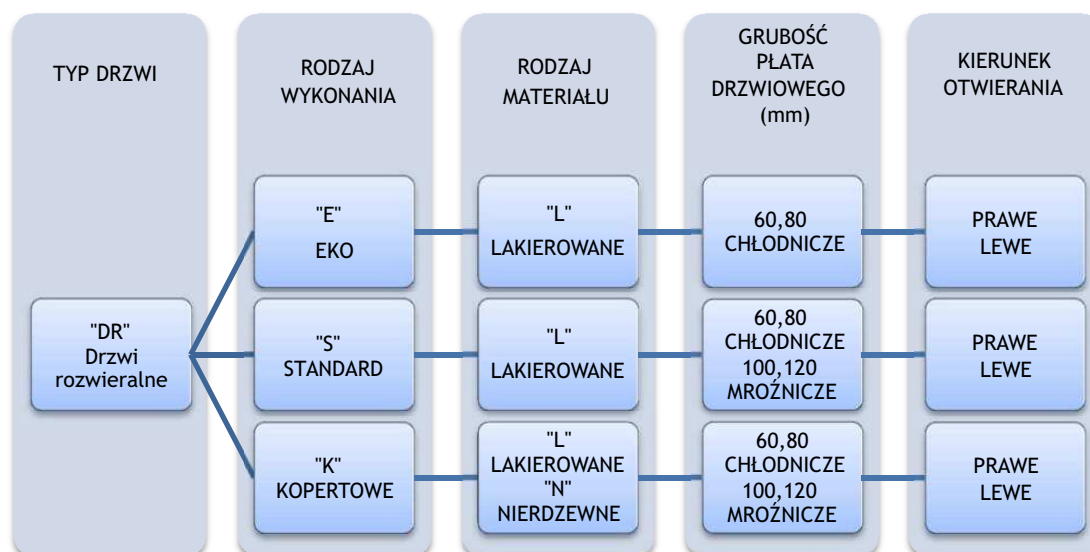 TYP DRZWI
RODZAJ
WYKONANIA
RODZAJ
MATERIAŁU
GRUBOŚĆ
PŁATA
DRZWIOWEGO
(mm)
KIERUNEK
OTWIERANIA
"DR"
Drzwi
rozwieralne
"E"
EKO
"L"
LAKIEROWANE
60,80
CHŁODNICZE
PRAWE
LEWE
"S"
STANDARD
"L"
LAKIEROWANE
60,80
CHŁODNICZE
100,120
MROŹNICZE
PRAWE
LEWE
"K"
KOPERTOWE
"L"
LAKIEROWANE
"N"
NIERDZEWNE
60,80
CHŁODNICZE
100,120
MROŹNICZE
PRAWE
LEWE